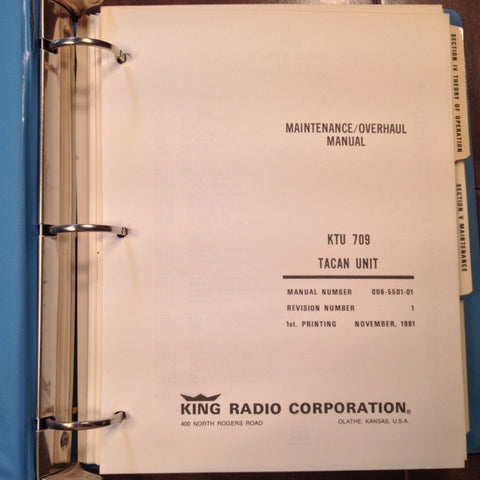 MAINTENANCE/OVERHAUL
MANUAL
KTU 709
TACAN UNIT
MANUAL NUMBER 006-5501-01
REVISION NUMBER 1
1st. PRINTING NOVEMBER, 1981
KING RADIO CORPORATION®
400 NORTH ROGERS ROAD OLATHE, KANSAS, U.S.A.
SECTION IV THEORY OF OPERATION
SECTION V MAINTENANCE